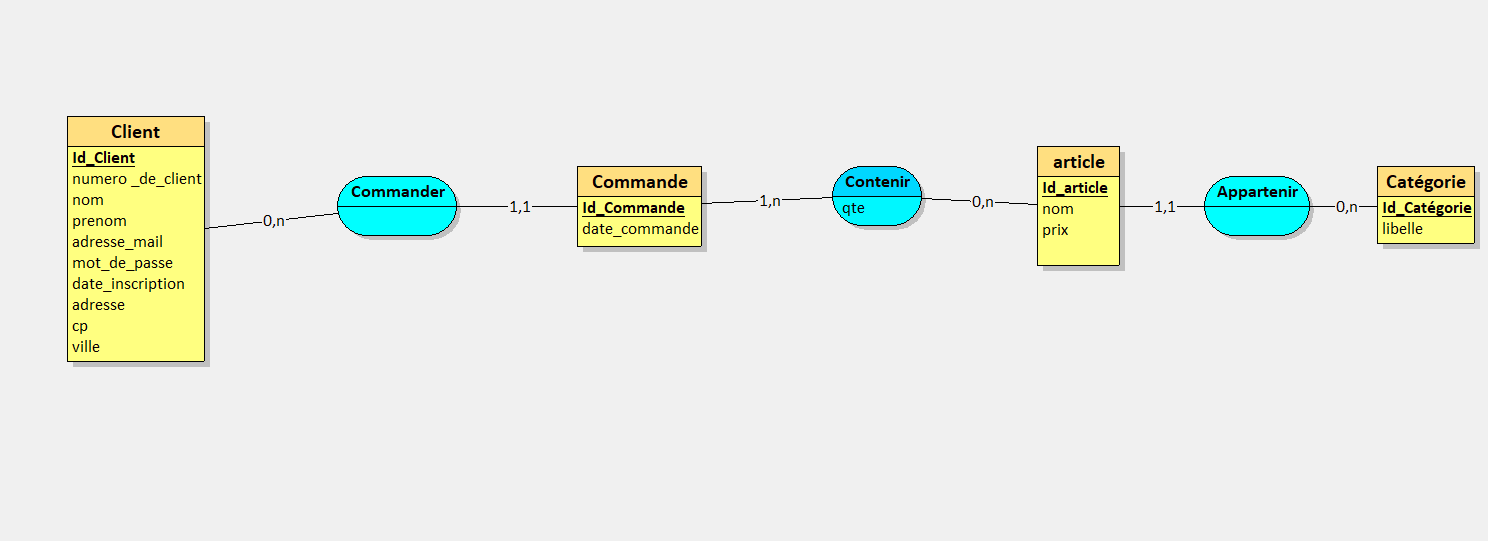 Client
Id_Client
numero _de_client
nom
prenom
adresse_mail
mot_de_passe
date_inscription
adresse
cp
ville
0,n
Commander
1,1
Commande
Id_Commande
date_commande
1,n
Contenir
qte
0,n
article
Id_article
nom
prix
1,1
Appartenir
0,n
Catégorie
Id_Catégorie
libelle